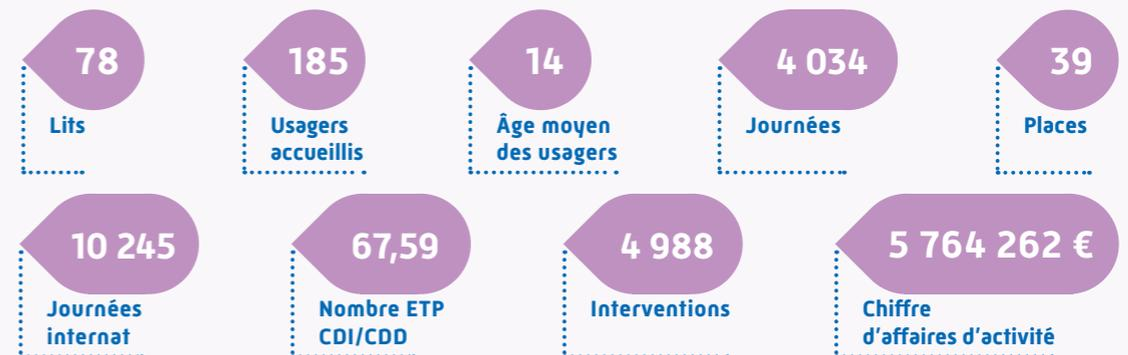 78
Lits
185
Usagers
accueillis
14
Âge moyen
des usagers
4 034
Journées
39
Places
10 245
Journées
internat
67,59
Nombre ETP
CDI/CDD
4 988
Interventions
5 764 262 €
Chiffre
d'affaires d'activité